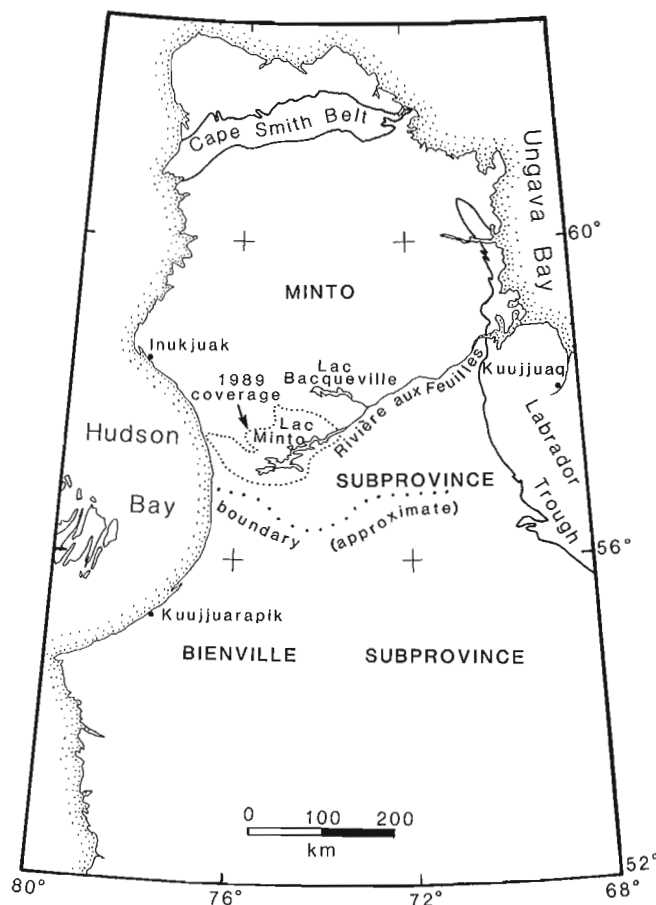 Cape Smith Belt
Ungava Bay
60°
MINTO
Inukjuak
Lac
Bacqueville
Kuujjuaq
1989
coverage
Lac
Minto
Rivière aux Feuilles
Hudson
Bay
Labrador
Trough
SUBPROVINCE
boundary
(approximate)
56°
Kuujjuarapik
BIENVILLE SUBPROVINCE
0 100 200
km
52°
80°
76°
72°
68°